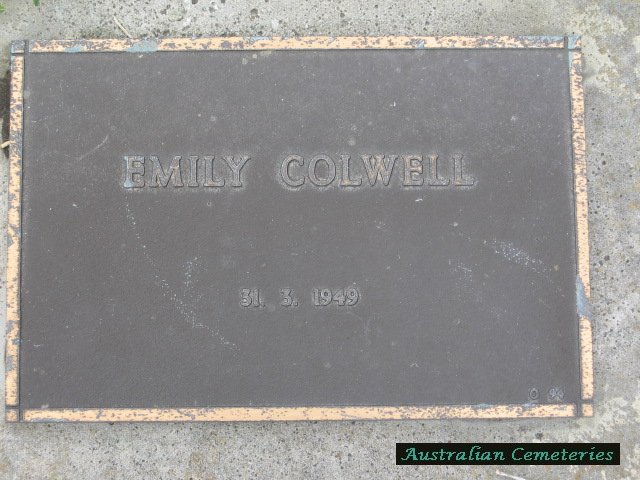 EMILY COLWELL
31. 3. 1949
Australian Cemeteries